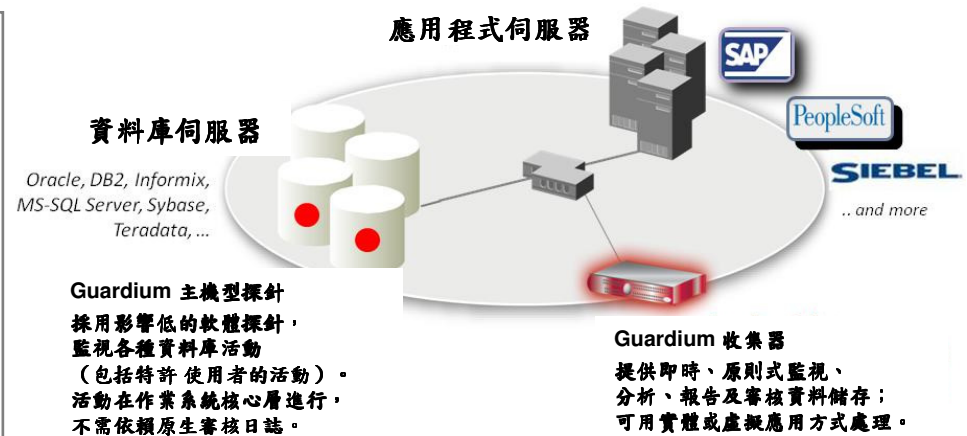 應用程式伺服器
SAP
PeopleSoft
SIEBEL
.. and more
資料庫伺服器
Oracle, DB2, Informix,
MS-SQL Server, Sybase,
Teradata, ...
Guardium 主機型探針
採用影響低的軟體探針，
監視各種資料庫活動
（包括特許 使用者的活動）。
活動在作業系統核心層進行，
不需依賴原生審核日誌。
Guardium 收集器
提供即時、原則式監視、
分析、報告及審核資料儲存；
可用實體或虛擬應用方式處理。